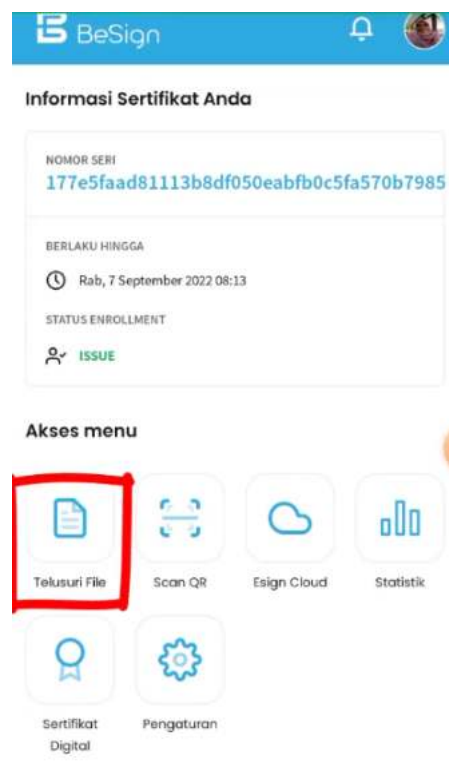 BeSign
Informasi Sertifikat Anda
NOMOR SERI
177e5faad81113b8df050eabfb0c5fa570b7985
BERLAKU HINGGA
Rab, 7 September 2022 08:13
STATUS ENROLLMENT
ISSUE
Akses menu
Telusuri File
Scan QR
Esign Cloud
Statistik
Sertifikat
Digital
Pengaturan